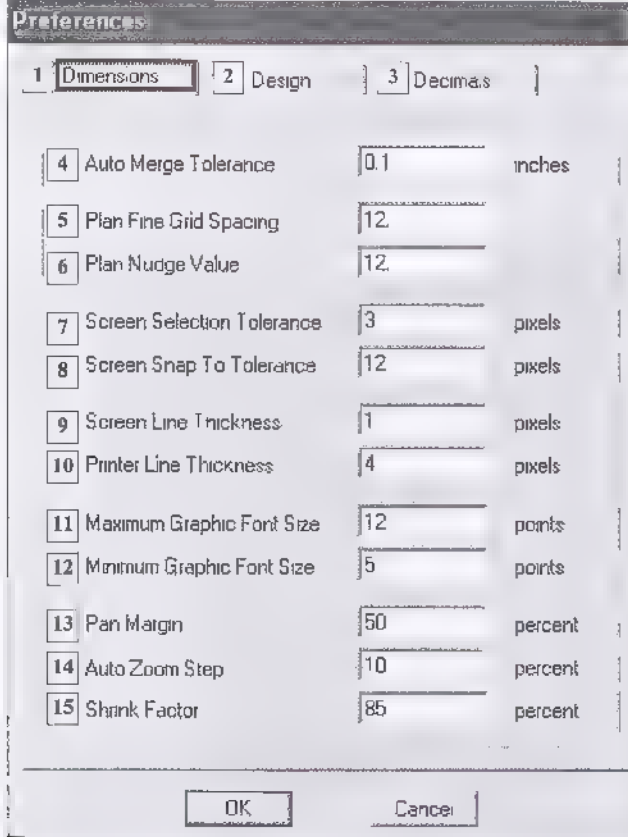 Preferences
1 Dimensions 2 Design 3 Decimals
4 Auto Merge Tolerance 0.1 inches
5 Plan Fine Grid Spacing 12.
6 Plan Nudge Value 12.
7 Screen Selection Tolerance 3 pixels
8 Screen Snap To Tolerance 12 pixels
9 Screen Line Thickness 1 pixels
10 Printer Line Thickness 4 pixels
11 Maximum Graphic Font Size 12 points
12 Minimum Graphic Font Size 5 points
13 Pan Margin 50 percent
14 Auto Zoom Step 10 percent
15 Shrink Factor 85 percent
OK Cancel